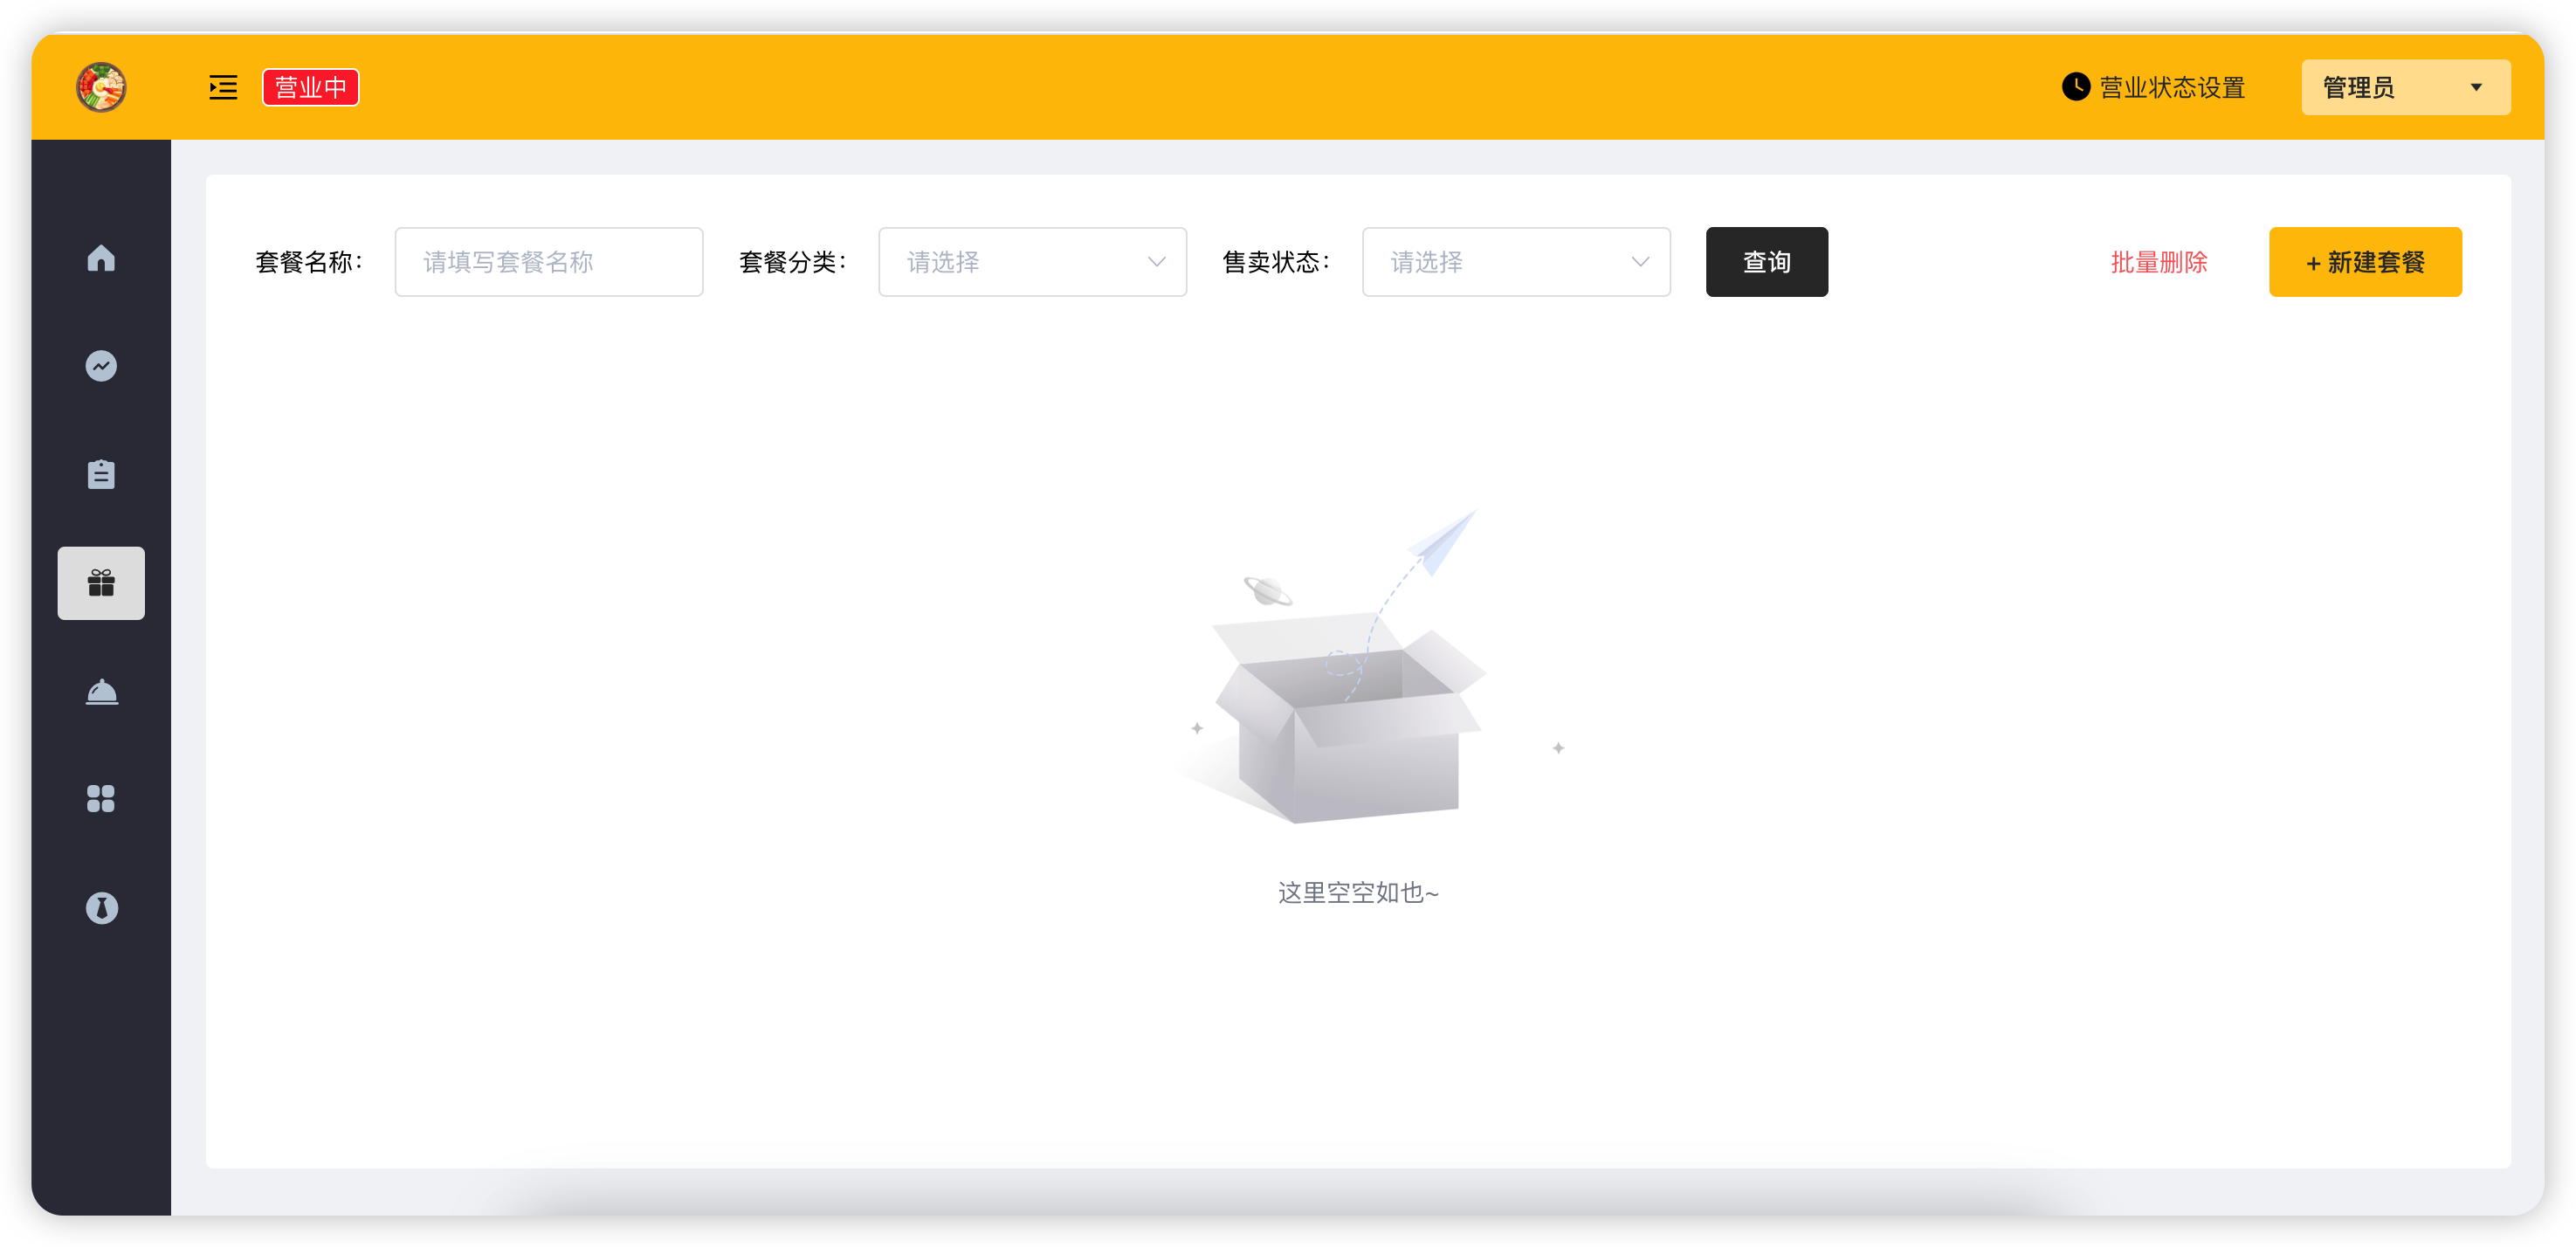 营业中
营业状态设置
管理员
套餐名称：
请填写套餐名称
套餐分类：
请选择
售卖状态：
请选择
查询
批量删除
+ 新建套餐
这里空空如也~